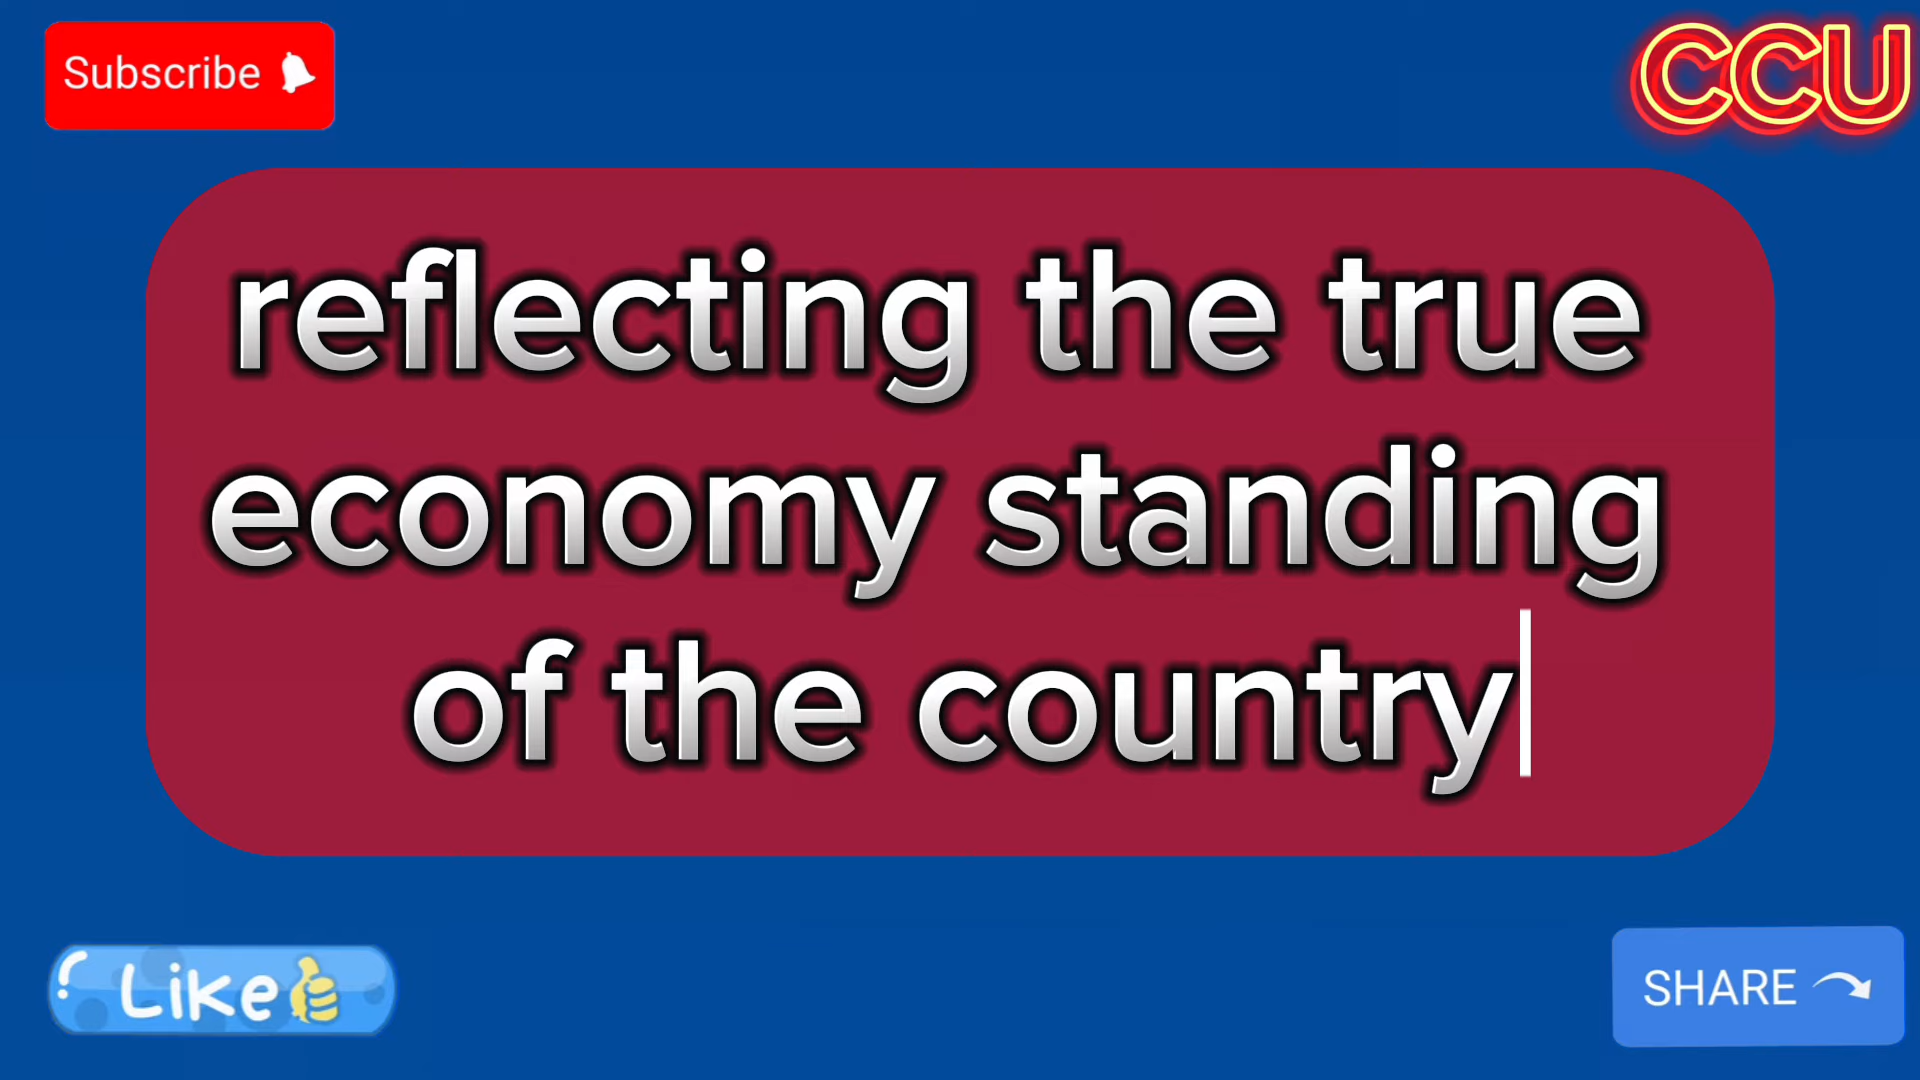 Subscribe
CCU
reflecting the true
economy standing
of the country
Like
SHARE